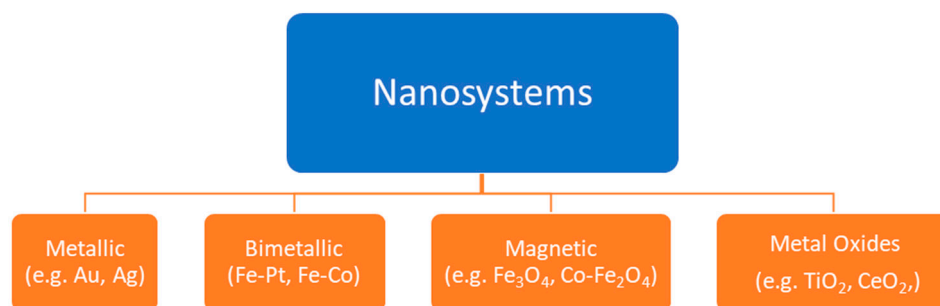 Nanosystems
Metallic
(e.g. Au, Ag)
Bimetallic
(Fe-Pt, Fe-Co)
Magnetic
(e.g. Fe₃O₄, Co-Fe₂O₄)
Metal Oxides
(e.g. TiO₂, CeO₂,)